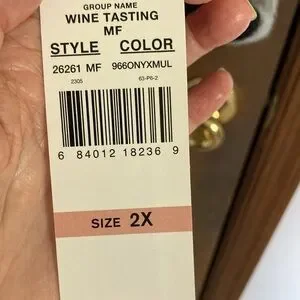 GROUP NAME
WINE TASTING
MF
STYLE COLOR
26261 MF 966ONYXMUL
2305 63-P6-2
6 84012 18236 9
SIZE 2X